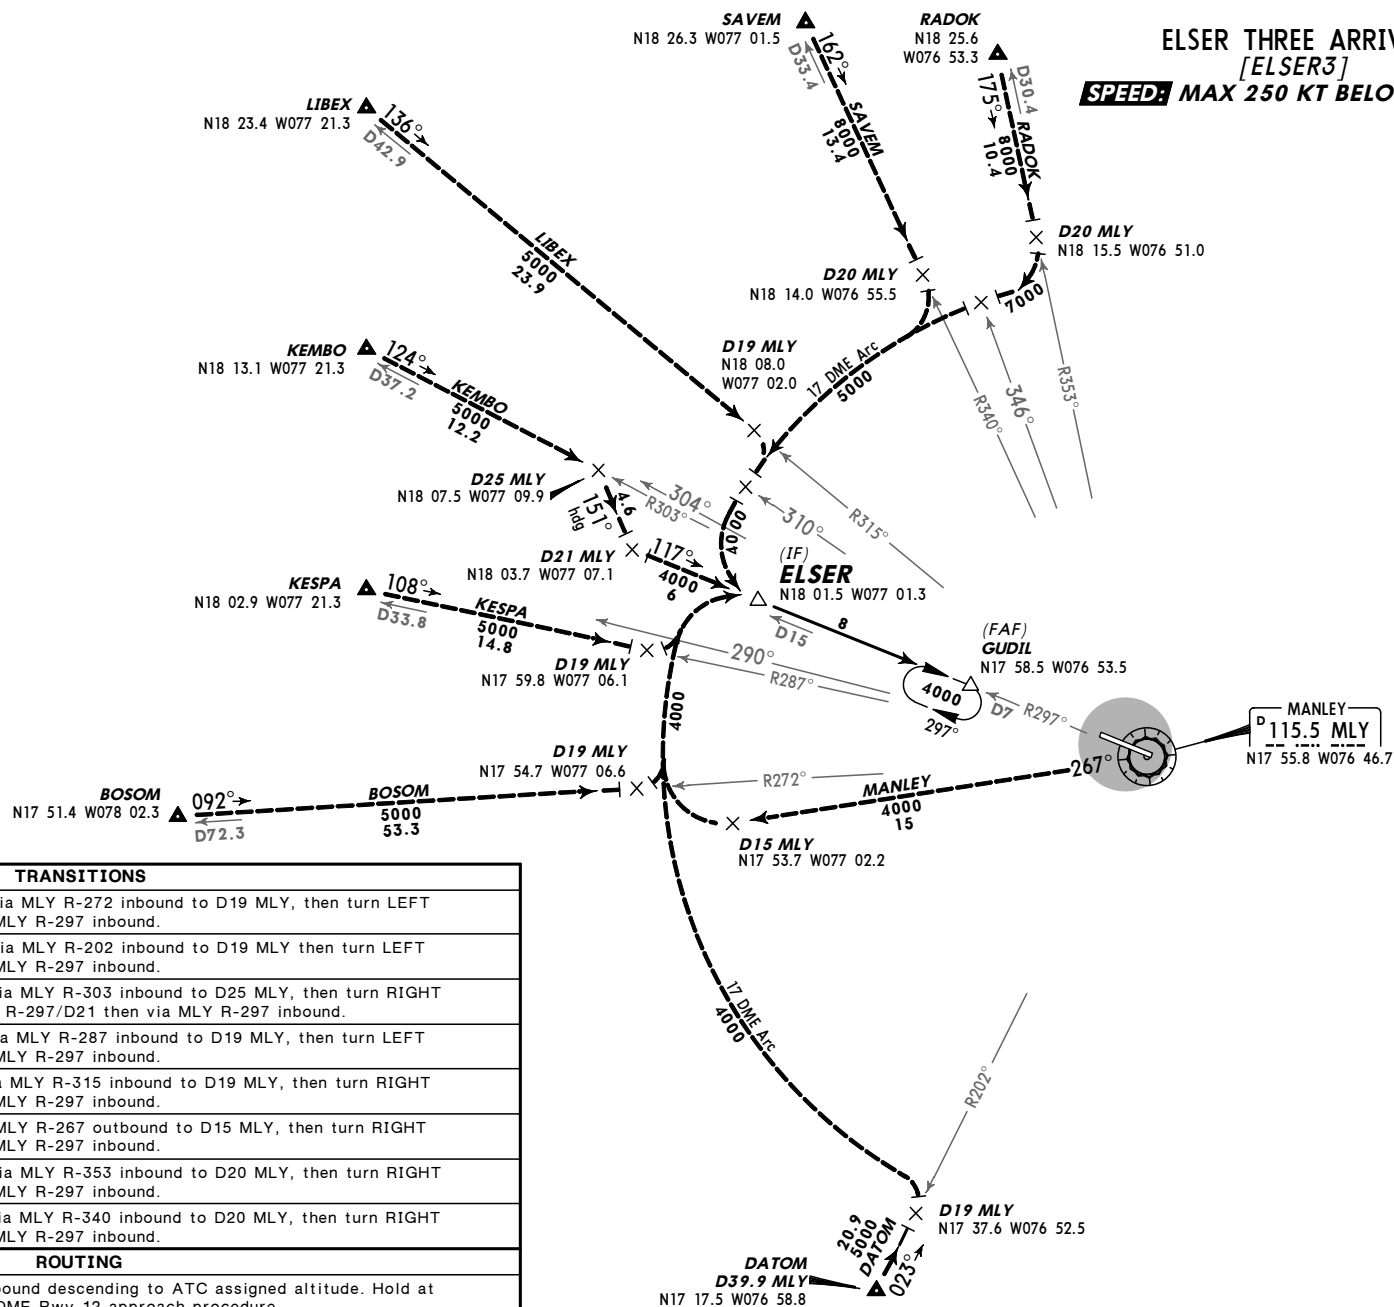 ELSER THREE ARRIV
[ELSER3]
SPEED: MAX 250 KT BELO
SAVEM
N18 26.3 W077 01.5
162°
D33.4
SAVEM
8000
13.4
RADOK
N18 25.6
W076 53.3
D30.4
175°
RADOK
8000
10.4
LIBEX
N18 23.4 W077 21.3
136°
D42.9
LIBEX
5000
23.9
D20 MLY
N18 15.5 W076 51.0
D20 MLY
N18 14.0 W076 55.5
7000
D19 MLY
N18 08.0
W077 02.0
17 DME Arc
5000
R340°
346°
R353°
KEMBO
N18 13.1 W077 21.3
124°
D37.2
KEMBO
5000
12.2
D25 MLY
N18 07.5 W077 09.9
4.6
151°
hdg
304°
R303°
310°
R315°
4000
D21 MLY
N18 03.7 W077 07.1
117°
4000
6
(IF)
ELSER
N18 01.5 W077 01.3
D15
8
KESPA
N18 02.9 W077 21.3
108°
D33.8
KESPA
5000
14.8
D19 MLY
N17 59.8 W077 06.1
290°
R287°
(FAF)
GUDIL
N17 58.5 W076 53.5
4000
297°
D7
R297°
MANLEY
D 115.5 MLY
N17 55.8 W076 46.7
4000
D19 MLY
N17 54.7 W077 06.6
R272°
267°
MANLEY
4000
15
BOSOM
N17 51.4 W078 02.3
092°
D72.3
BOSOM
5000
53.3
D15 MLY
N17 53.7 W077 02.2
17 DME Arc
4000
R202°
D19 MLY
N17 37.6 W076 52.5
20.9
5000
DATOM
023°
DATOM
D39.9 MLY
N17 17.5 W076 58.8
TRANSITIONS
ia MLY R-272 inbound to D19 MLY, then turn LEFT
MLY R-297 inbound.
ia MLY R-202 inbound to D19 MLY then turn LEFT
MLY R-297 inbound.
ia MLY R-303 inbound to D25 MLY, then turn RIGHT
R-297/D21 then via MLY R-297 inbound.
a MLY R-287 inbound to D19 MLY, then turn LEFT
MLY R-297 inbound.
a MLY R-315 inbound to D19 MLY, then turn RIGHT
MLY R-297 inbound.
MLY R-267 outbound to D15 MLY, then turn RIGHT
MLY R-297 inbound.
ia MLY R-353 inbound to D20 MLY, then turn RIGHT
MLY R-297 inbound.
ia MLY R-340 inbound to D20 MLY, then turn RIGHT
MLY R-297 inbound.
ROUTING
ound descending to ATC assigned altitude. Hold at
DME Rwy 12 approach procedure